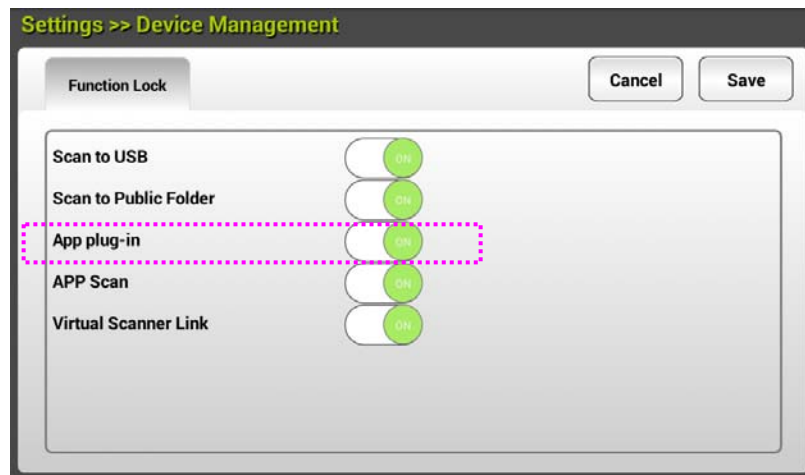 Settings >> Device Management
Function Lock
Cancel
Save
Scan to USB
ON
Scan to Public Folder
ON
App plug-in
ON
APP Scan
ON
Virtual Scanner Link
ON